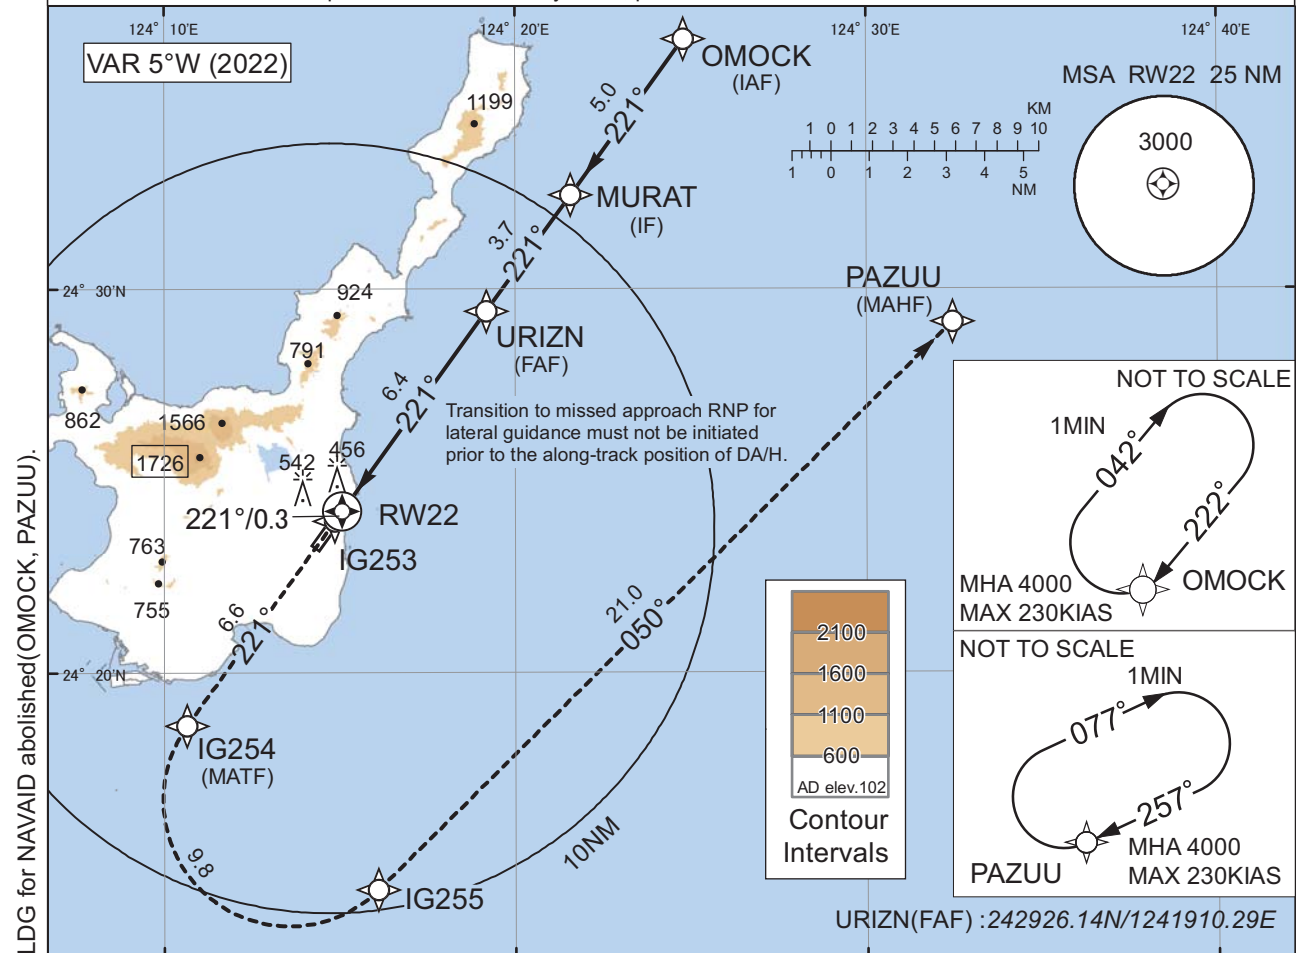 124° 10'E
124° 20'E
124° 30'E
124° 40'E
VAR 5°W (2022)
OMOCK
(IAF)
MSA RW22 25 NM
3000
KM
1 0 1 2 3 4 5 6 7 8 9 10
1 0 1 2 3 4 5
NM
1199
5.0
221°
MURAT
(IF)
3.7
221°
PAZUU
(MAHF)
24° 30'N
924
URIZN
(FAF)
791
862
1566
1726
6.4
221°
Transition to missed approach RNP for
lateral guidance must not be initiated
prior to the along-track position of DA/H.
542
456
221°/0.3
RW22
IG253
763
755
6.6
221°
21.0
050°
24° 20'N
IG254
(MATF)
9.8
IG255
10NM
NOT TO SCALE
1MIN
042°
222°
MHA 4000
MAX 230KIAS
OMOCK
NOT TO SCALE
1MIN
077°
257°
PAZUU
MHA 4000
MAX 230KIAS
2100
1600
1100
600
AD elev.102
Contour
Intervals
URIZN(FAF) :242926.14N/1241910.29E
LDG for NAVAID abolished(OMOCK, PAZUU).